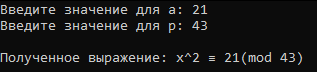 Введите значение для a: 21
Введите значение для p: 43
Полученное выражение: x^2 ≡ 21(mod 43)